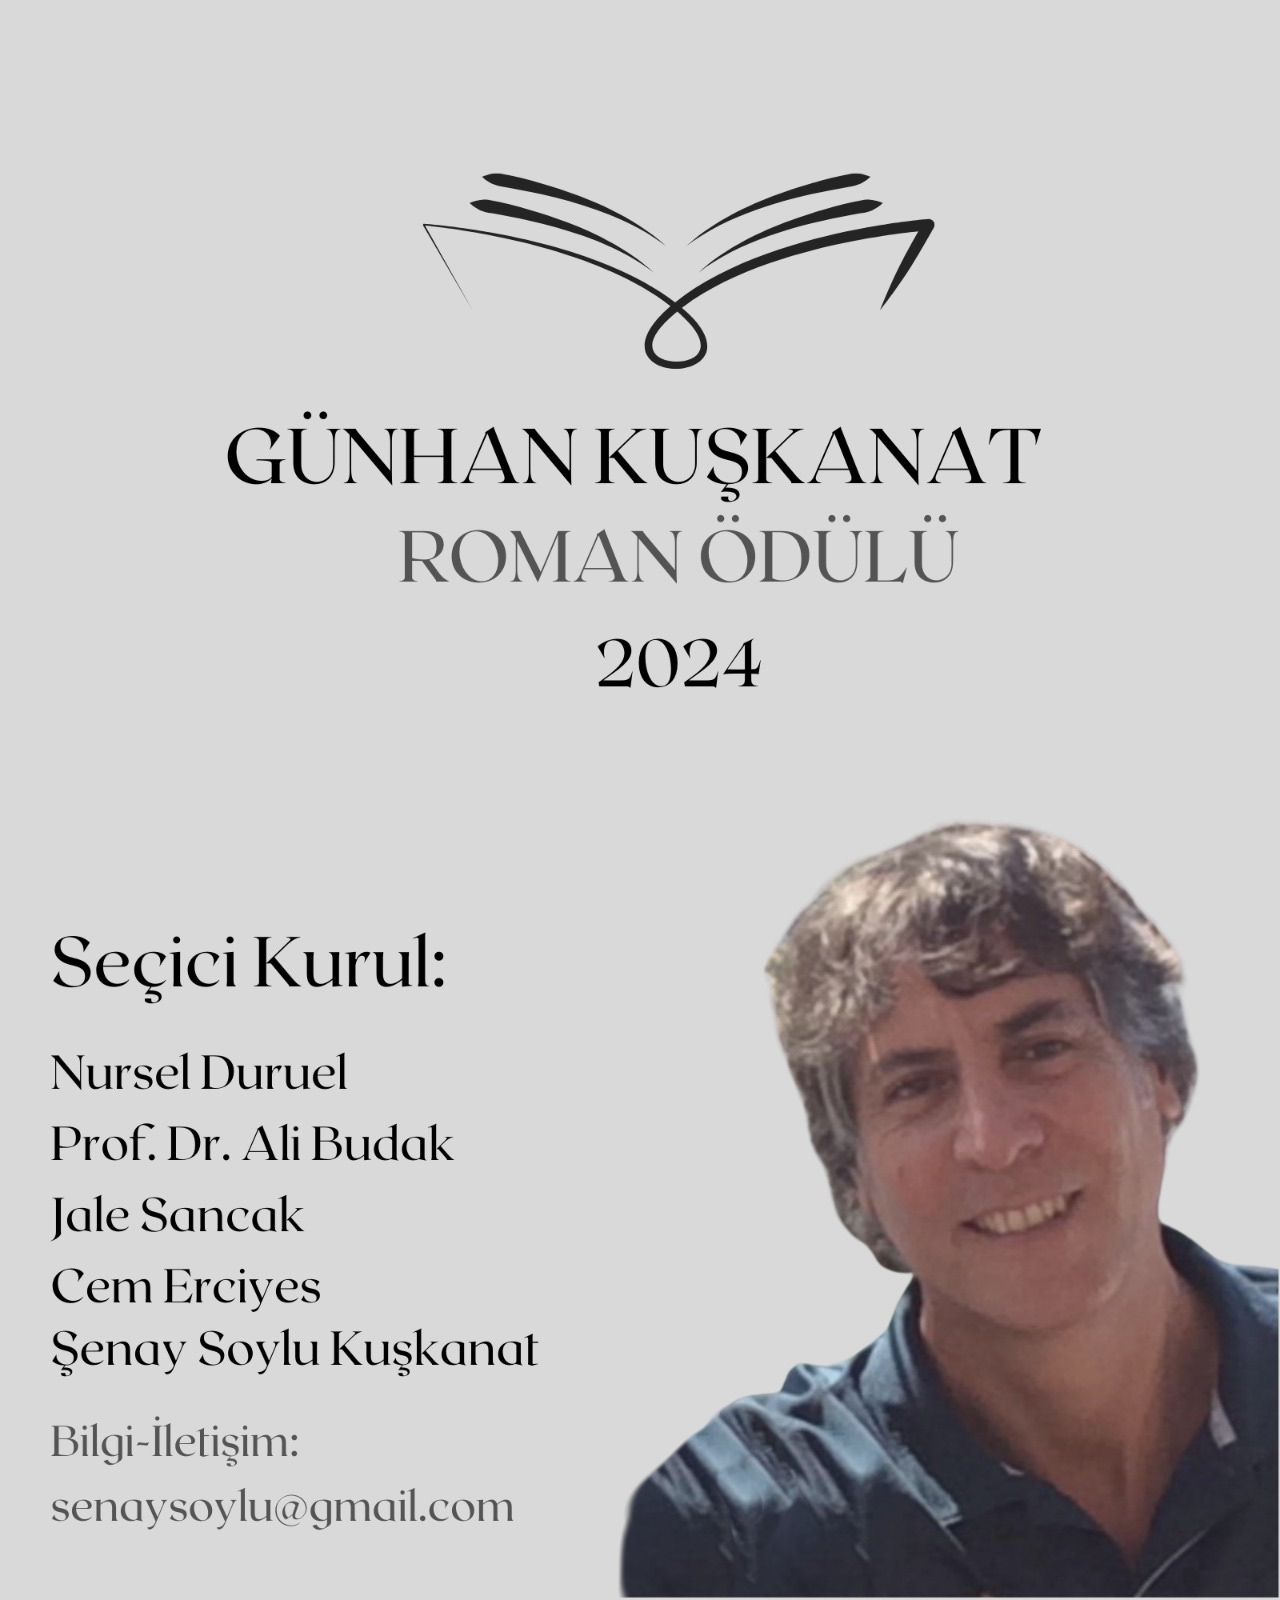 GÜNHAN KUŞKANAT
ROMAN ÖDÜLÜ
2024
Seçici Kurul:
Nursel Duruel
Prof. Dr. Ali Budak
Jale Sancak
Cem Erciyes
Şenay Soylu Kuşkanat
Bilgi-İletişim:
senaysoylu@gmail.com